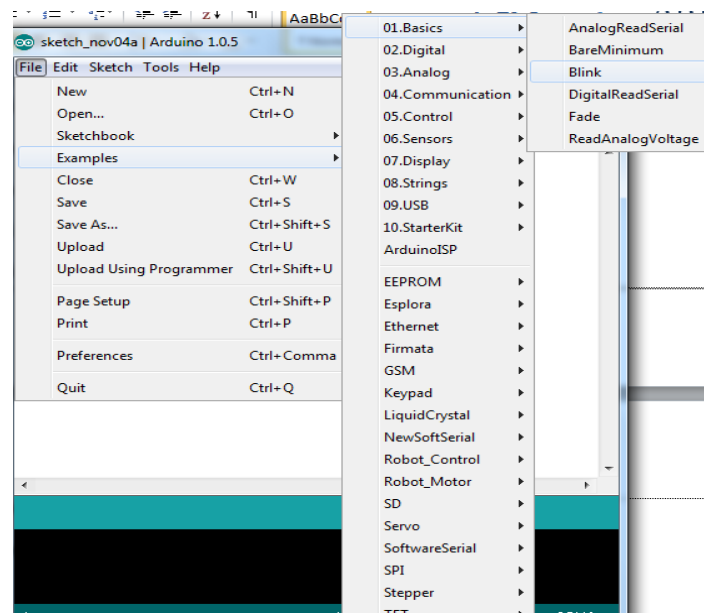 AaBbC
sketch_nov04a | Arduino 1.0.5
File Edit Sketch Tools Help
New Ctrl+N
Open... Ctrl+O
Sketchbook
Examples
Close Ctrl+W
Save Ctrl+S
Save As... Ctrl+Shift+S
Upload Ctrl+U
Upload Using Programmer Ctrl+Shift+U
Page Setup Ctrl+Shift+P
Print Ctrl+P
Preferences Ctrl+Comma
Quit Ctrl+Q
01.Basics
02.Digital
03.Analog
04.Communication
05.Control
06.Sensors
07.Display
08.Strings
09.USB
10.StarterKit
ArduinoISP
EEPROM
Esplora
Ethernet
Firmata
GSM
Keypad
LiquidCrystal
NewSoftSerial
Robot_Control
Robot_Motor
SD
Servo
SoftwareSerial
SPI
Stepper
AnalogReadSerial
BareMinimum
Blink
DigitalReadSerial
Fade
ReadAnalogVoltage